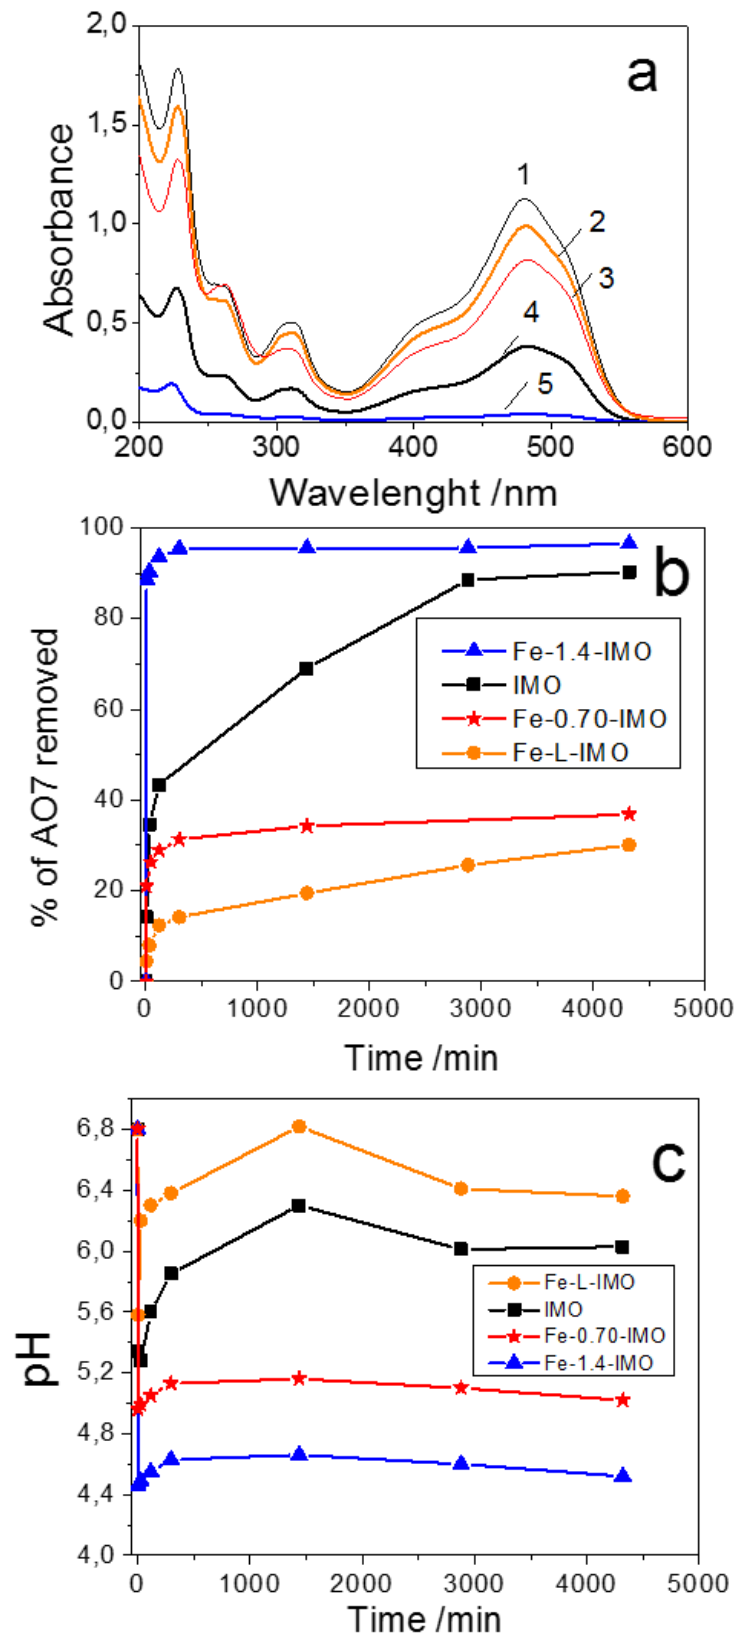 a
2,0
1,5
1,0
0,5
0,0
Absorbance
1
2
3
4
5
200 300 400 500 600
Wavelenght /nm
b
100
80
60
40
20
0
% of AO7 removed
Fe-1.4-IMO
IMO
Fe-0.70-IMO
Fe-L-IMO
0 1000 2000 3000 4000 5000
Time /min
c
6,8
6,4
6,0
5,6
5,2
4,8
4,4
4,0
pH
Fe-L-IMO
IMO
Fe-0.70-IMO
Fe-1.4-IMO
0 1000 2000 3000 4000 5000
Time /min